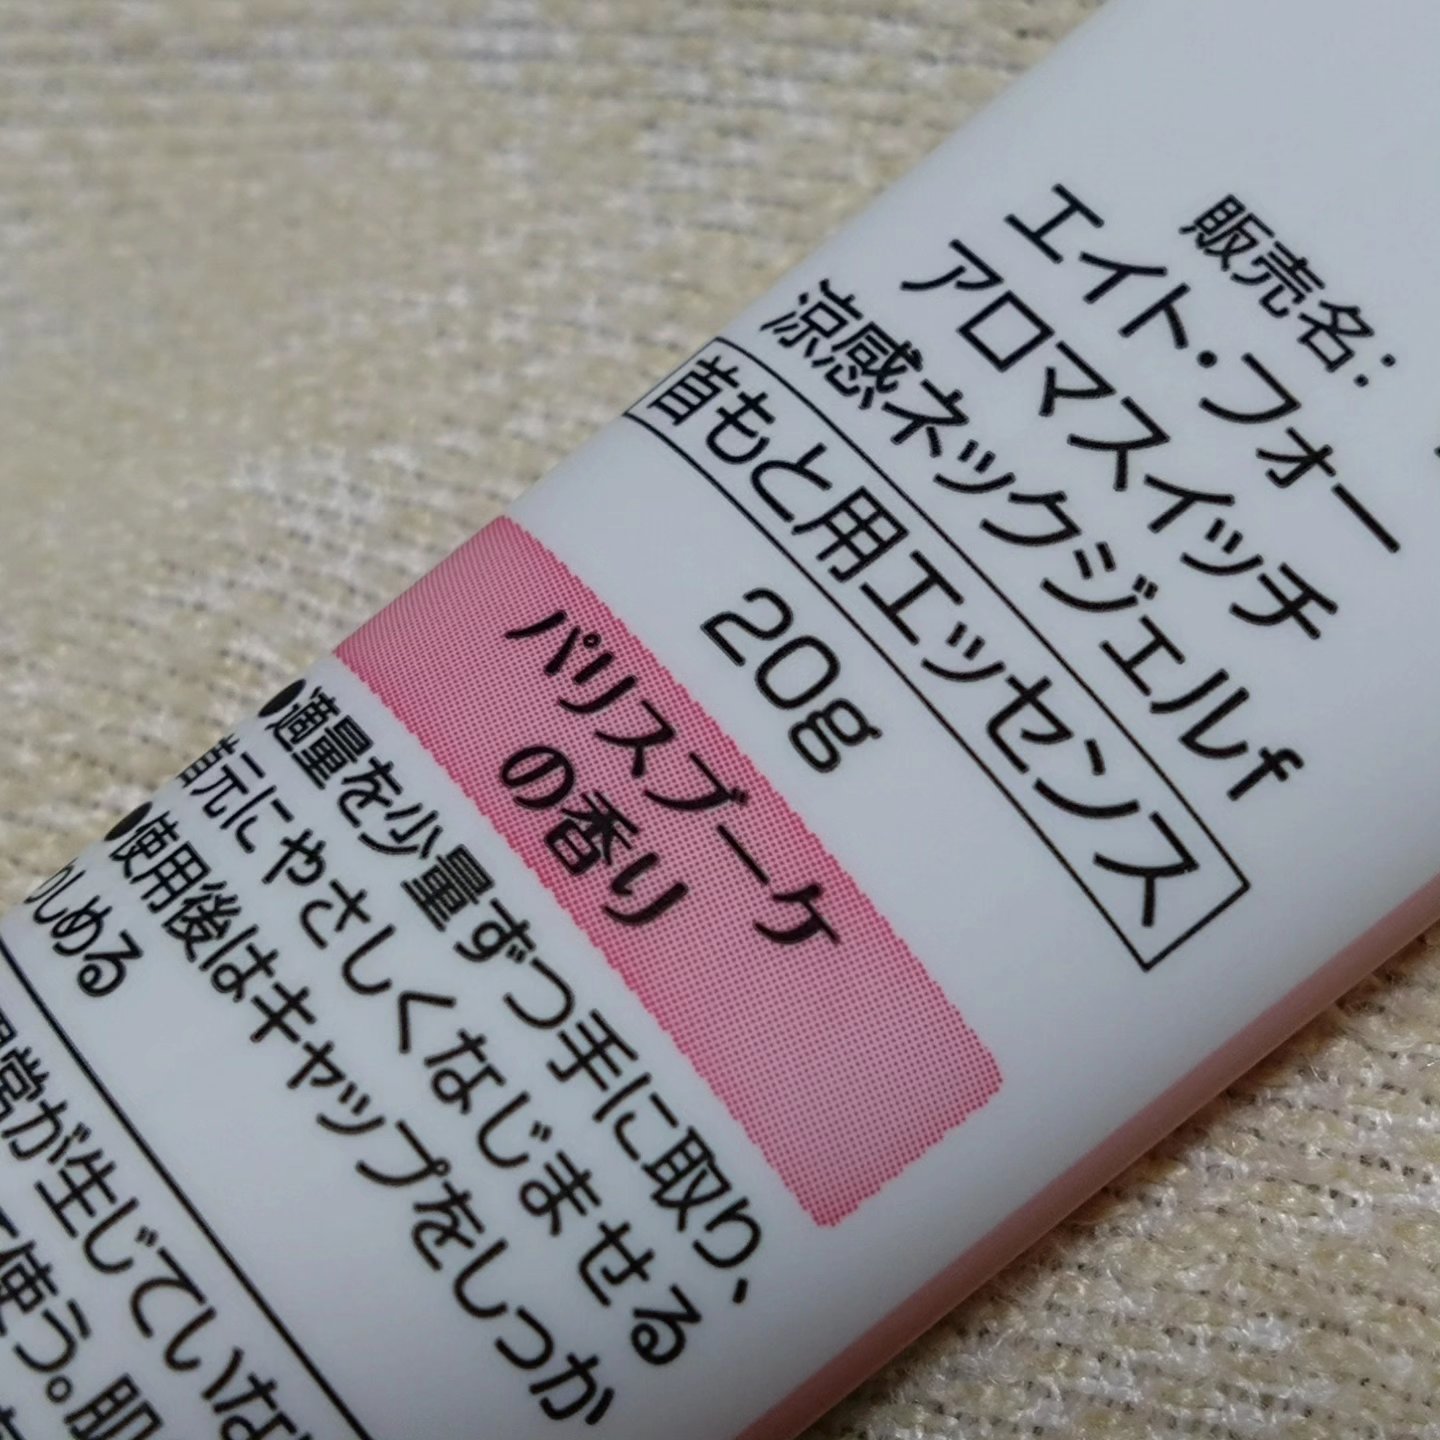 販売名:
エイト・フォー
アロマスイッチ
涼感ネックジェルf
首もと用エッセンス
20g
パリスブーケ
の香り
●適量を少量ずつ手に取り、
首元にやさしくなじませる
●使用後はキャップをしっか
りしめる
異常が生じていな
使う。肌